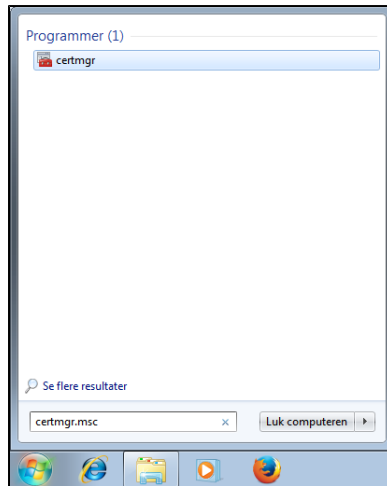 Programmer (1)
certmgr
Se flere resultater
certmgr.msc
Luk computeren